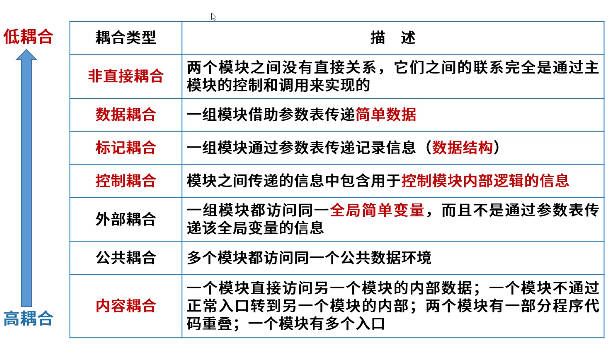 低耦合
耦合类型 描 述
非直接耦合 两个模块之间没有直接关系，它们之间的联系完全是通过主
模块的控制和调用来实现的
数据耦合 一组模块借助参数表传递简单数据
标记耦合 一组模块通过参数表传递记录信息（数据结构）
控制耦合 模块之间传递的信息中包含用于控制模块内部逻辑的信息
外部耦合 一组模块都访问同一全局简单变量，而且不是通过参数表传
递该全局变量的信息
公共耦合 多个模块都访问同一个公共数据环境
内容耦合 一个模块直接访问另一个模块的内部数据；一个模块不通过
正常入口转到另一个模块的内部；两个模块有一部分程序代
码重叠；一个模块有多个入口
高耦合